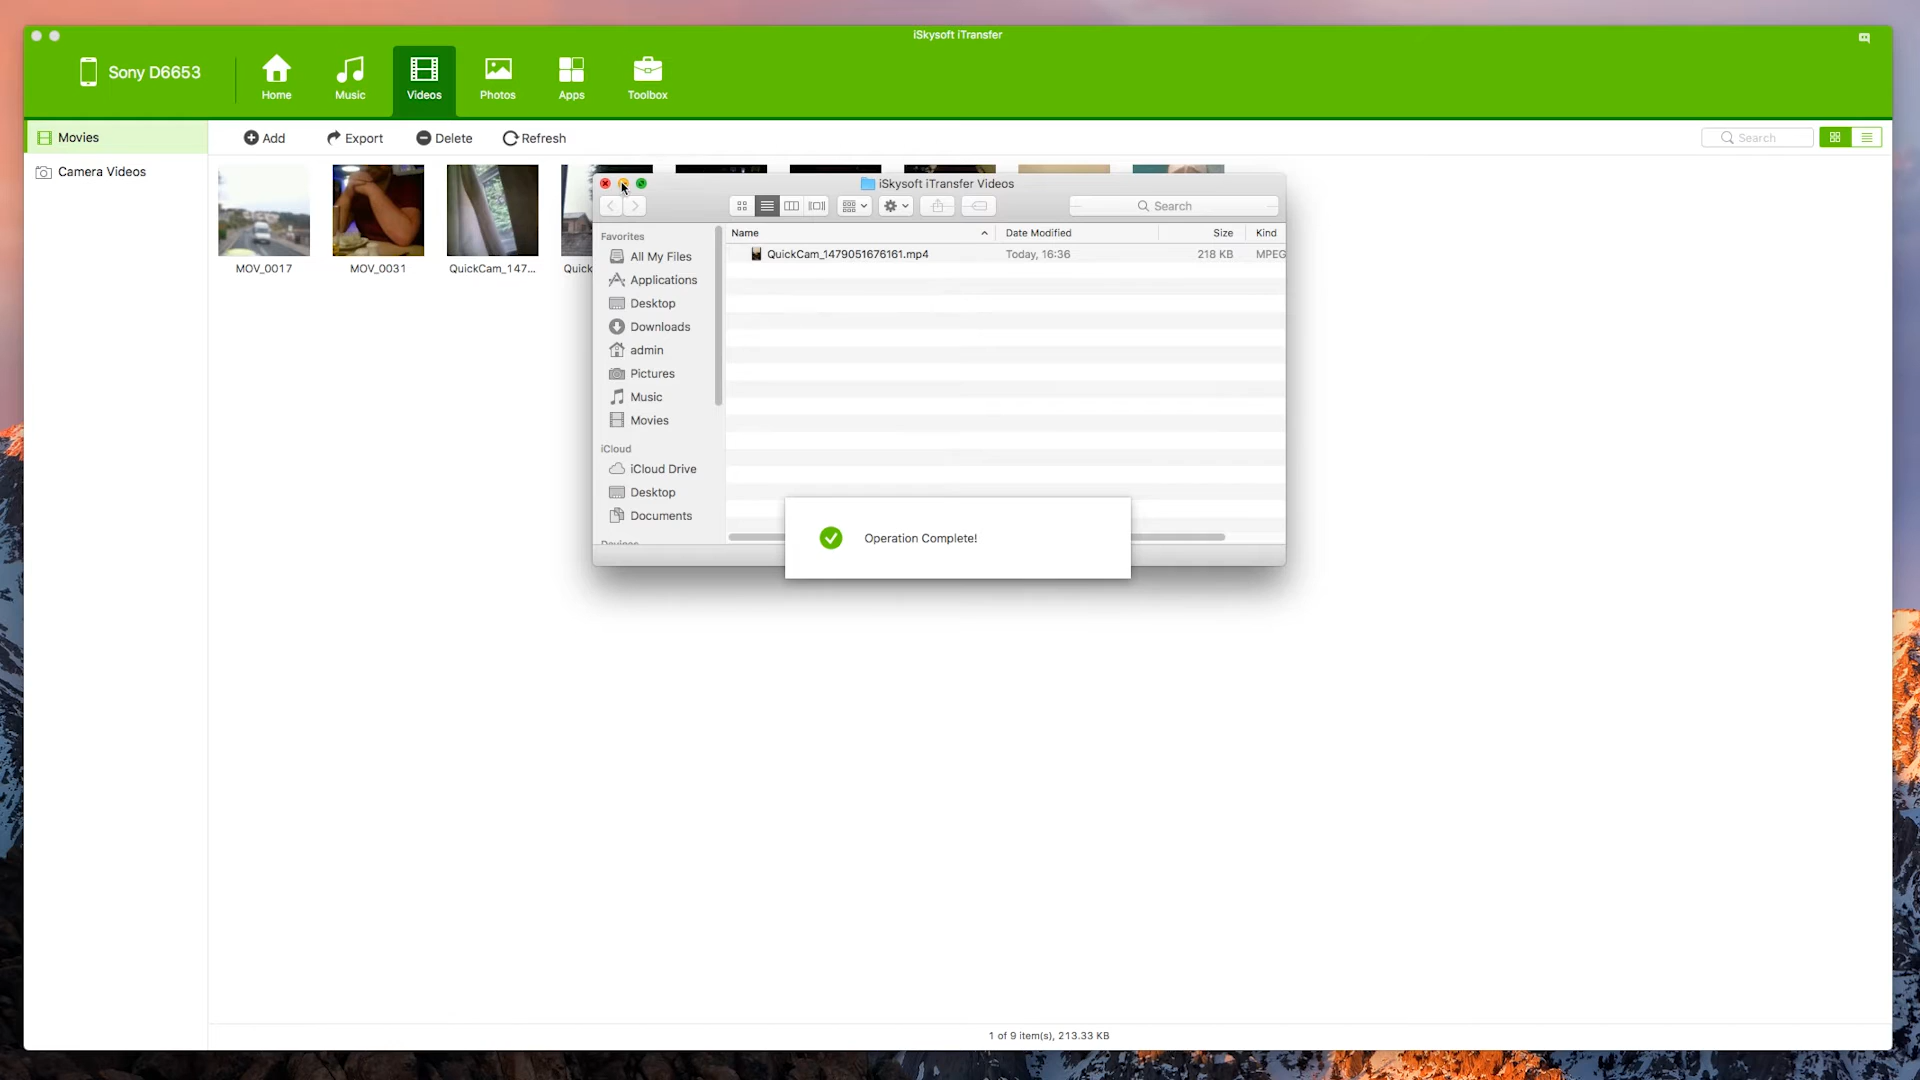 iSkysoft iTransfer
Sony D6653
Home
Music
Videos
Photos
Apps
Toolbox
Movies
Camera Videos
Add
Export
Delete
Refresh
Search
MOV_0017
MOV_0031
QuickCam_147...
Quick
iSkysoft iTransfer Videos
Search
Favorites
All My Files
Applications
Desktop
Downloads
admin
Pictures
Music
Movies
iCloud
iCloud Drive
Desktop
Documents
Devices
Name
Date Modified
Size
Kind
QuickCam_1479051676161.mp4
Today, 16:36
218 KB
MPEG
Operation Complete!
1 of 9 item(s), 213.33 KB